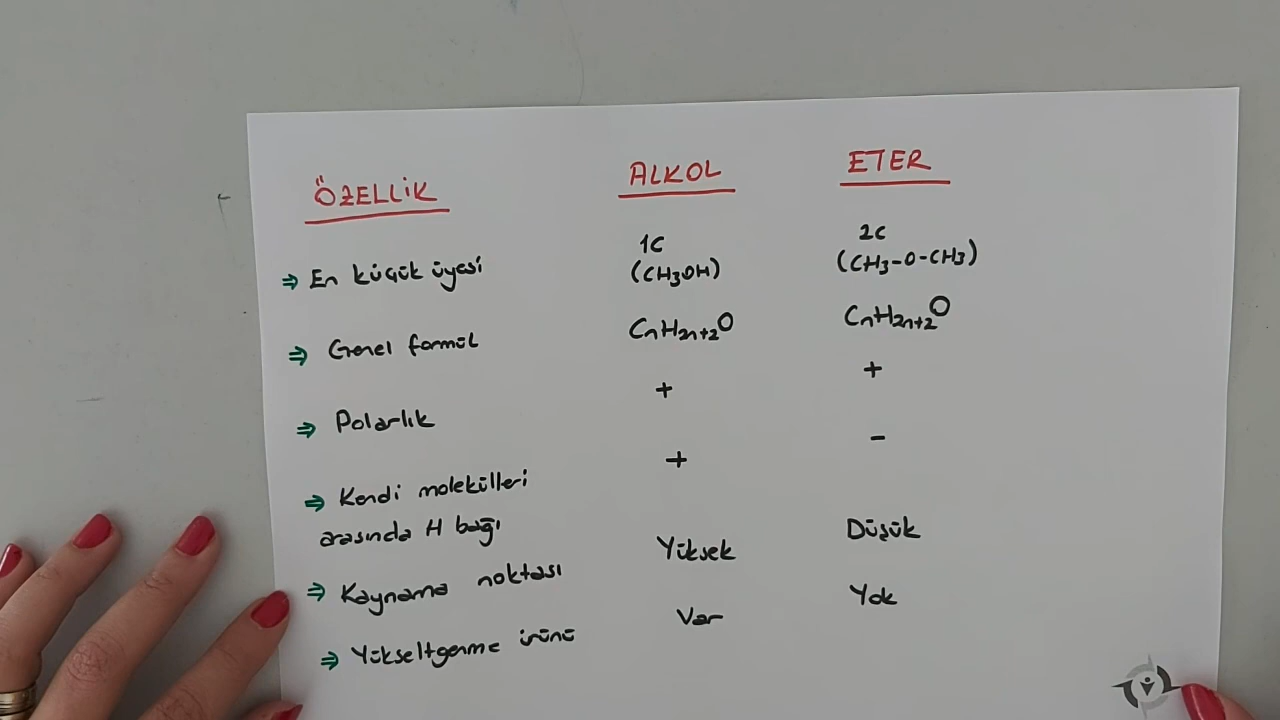 ÖZELLİK ALKOL ETER
⇒ En küçük üyesi 1C 2C
(CH3OH) (CH3-O-CH3)
⇒ Genel formül CnH2n+2O CnH2n+2O
⇒ Polarlık + +
⇒ Kendi molekülleri + -
arasında H bağı
⇒ Kaynama noktası Yüksek Düşük
⇒ Yükseltgenme ürünü Var Yok